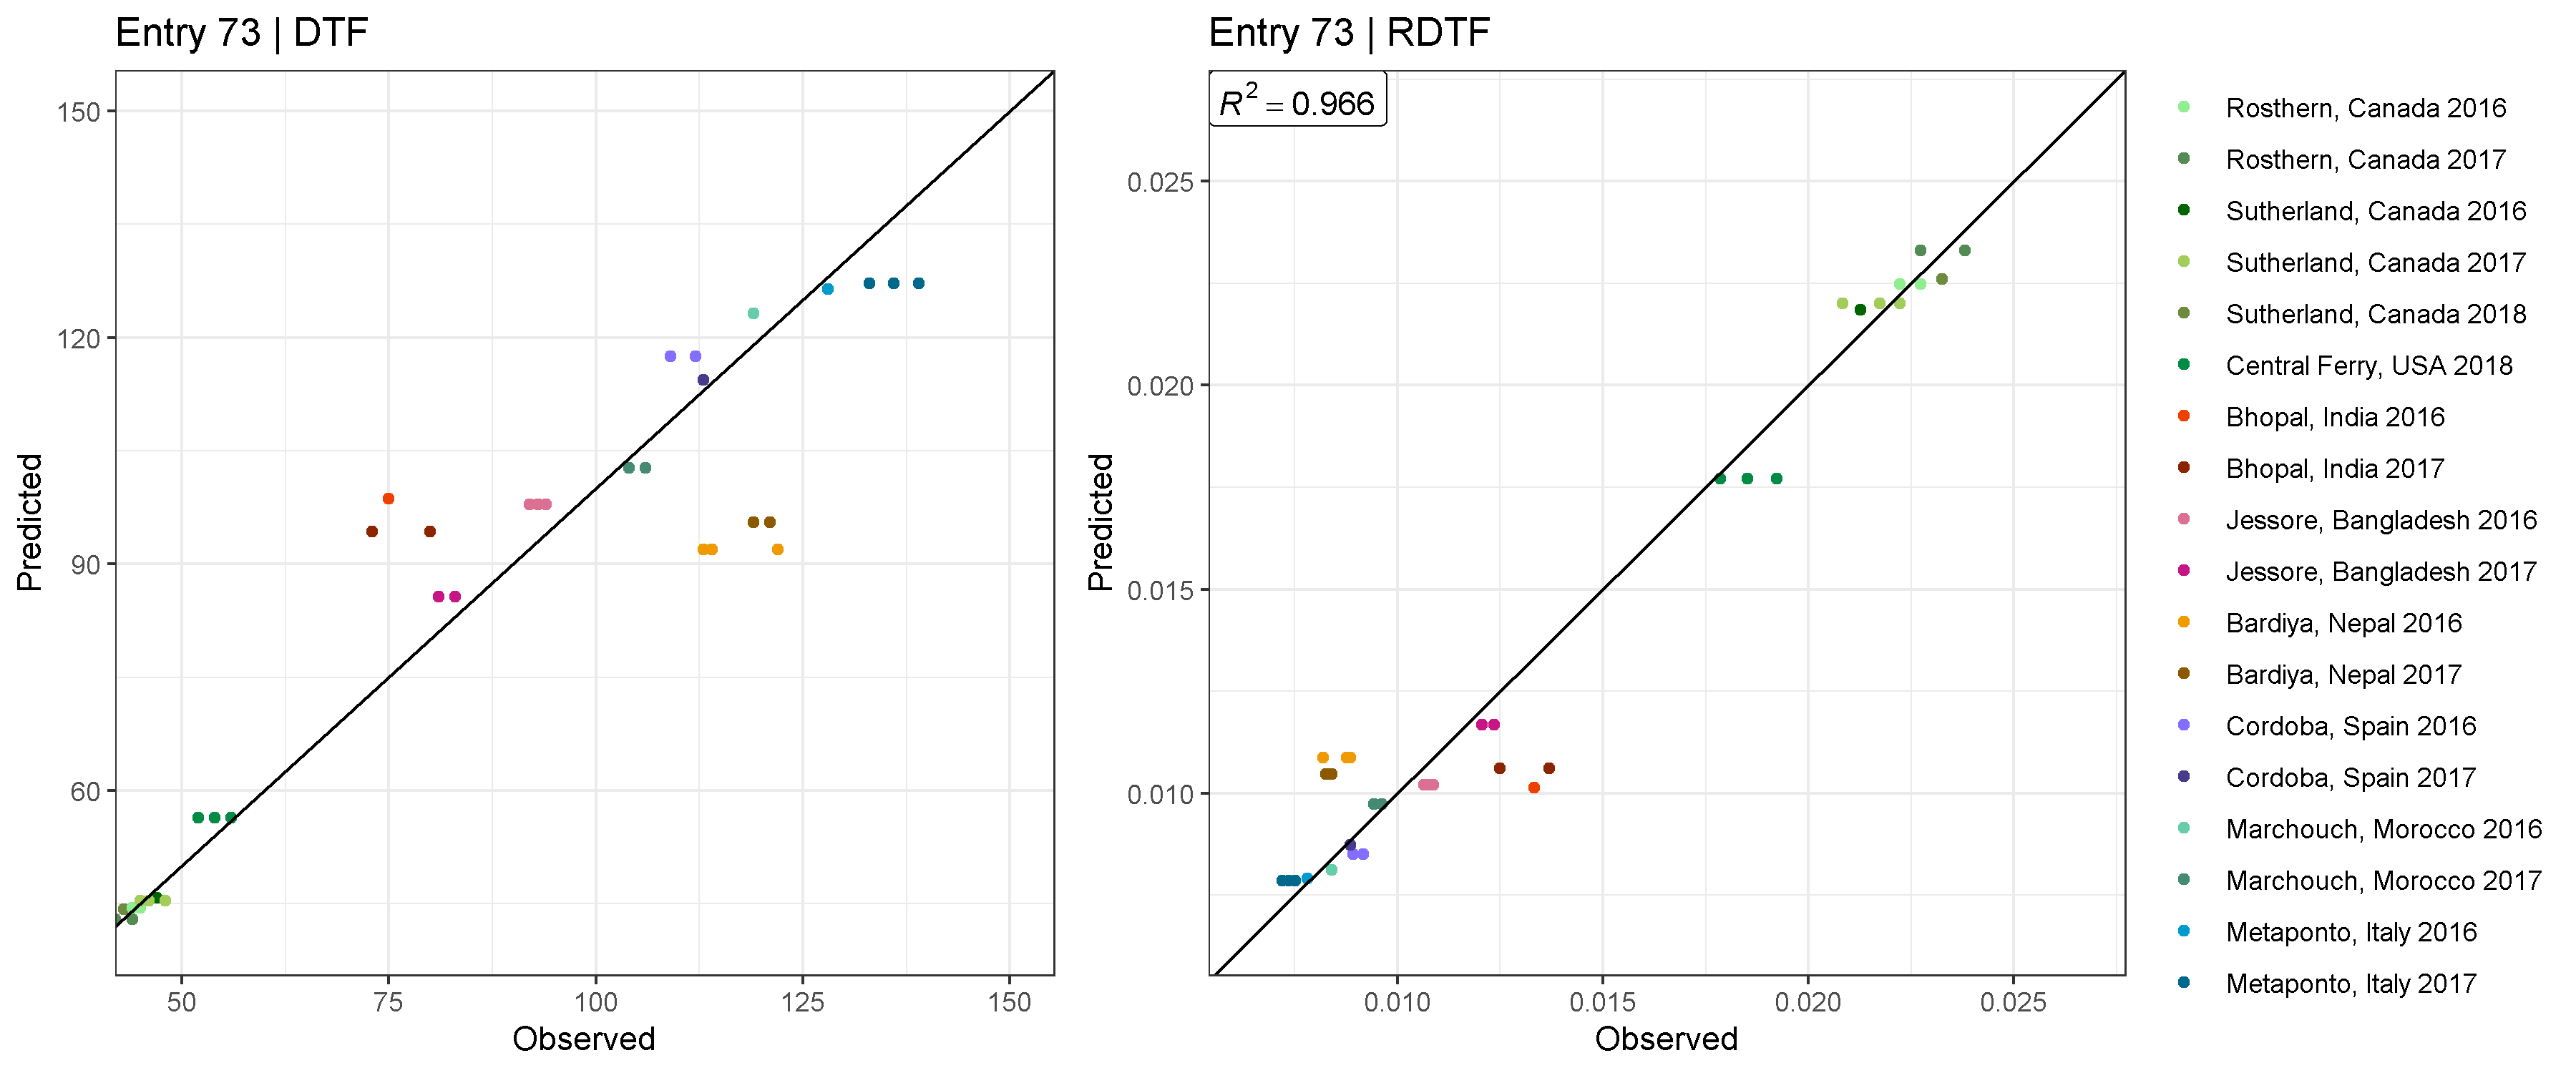 Entry 73 | DTF
150
120
90
60
Predicted
50
75
100
125
150
Observed
Entry 73 | RDTF
R² = 0.966
0.025
0.020
0.015
0.010
Predicted
0.010
0.015
0.020
0.025
Observed
Rosthern, Canada 2016
Rosthern, Canada 2017
Sutherland, Canada 2016
Sutherland, Canada 2017
Sutherland, Canada 2018
Central Ferry, USA 2018
Bhopal, India 2016
Bhopal, India 2017
Jessore, Bangladesh 2016
Jessore, Bangladesh 2017
Bardiya, Nepal 2016
Bardiya, Nepal 2017
Cordoba, Spain 2016
Cordoba, Spain 2017
Marchouch, Morocco 2016
Marchouch, Morocco 2017
Metaponto, Italy 2016
Metaponto, Italy 2017